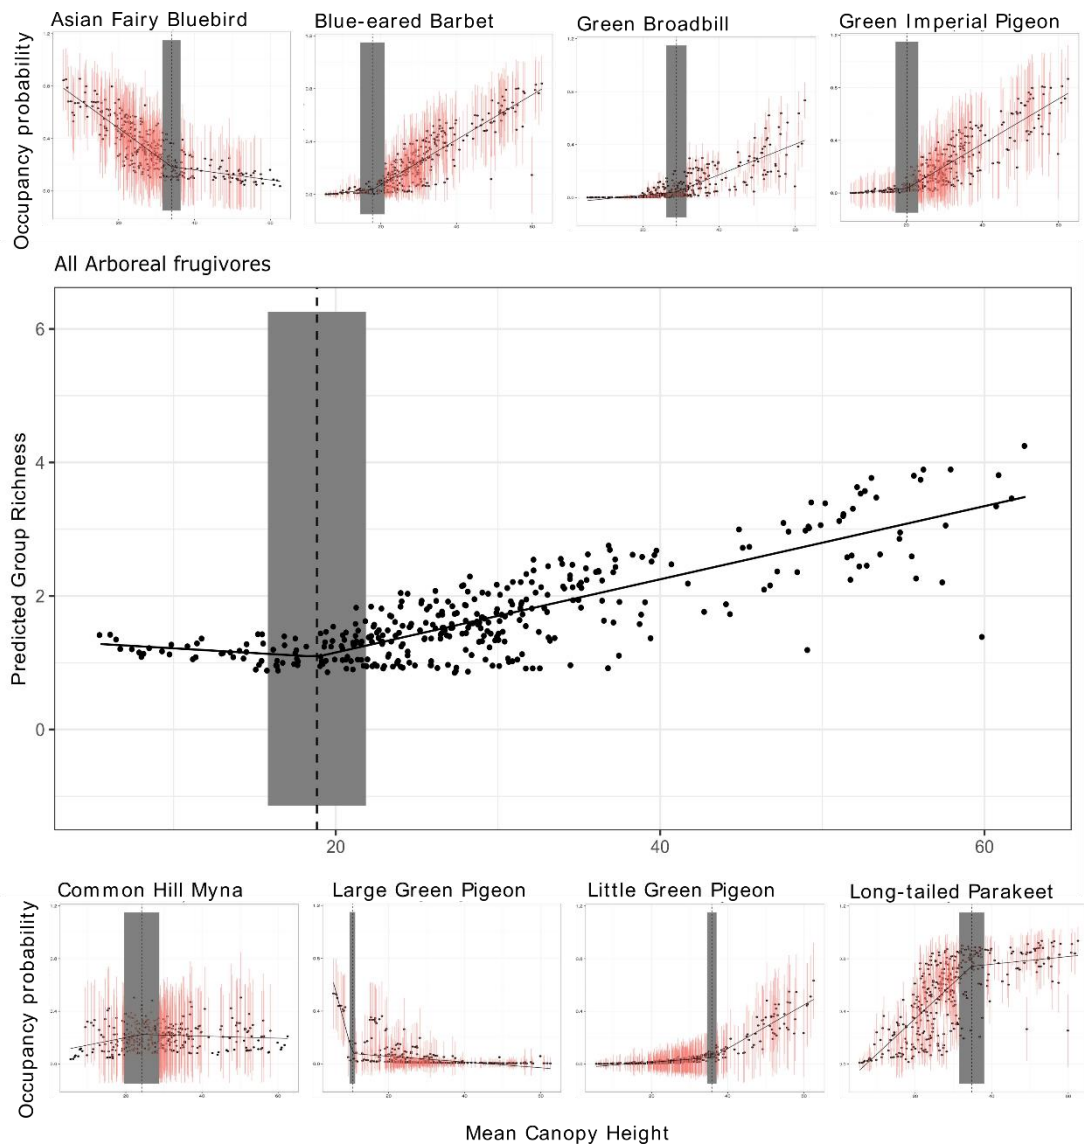 Asian Fairy Bluebird
Blue-eared Barbet
Green Broadbill
Green Imperial Pigeon
Occupancy probability
All Arboreal frugivores
Predicted Group Richness
6
4
2
0
20
40
60
Common Hill Myna
Large Green Pigeon
Little Green Pigeon
Long-tailed Parakeet
Occupancy probability
Mean Canopy Height